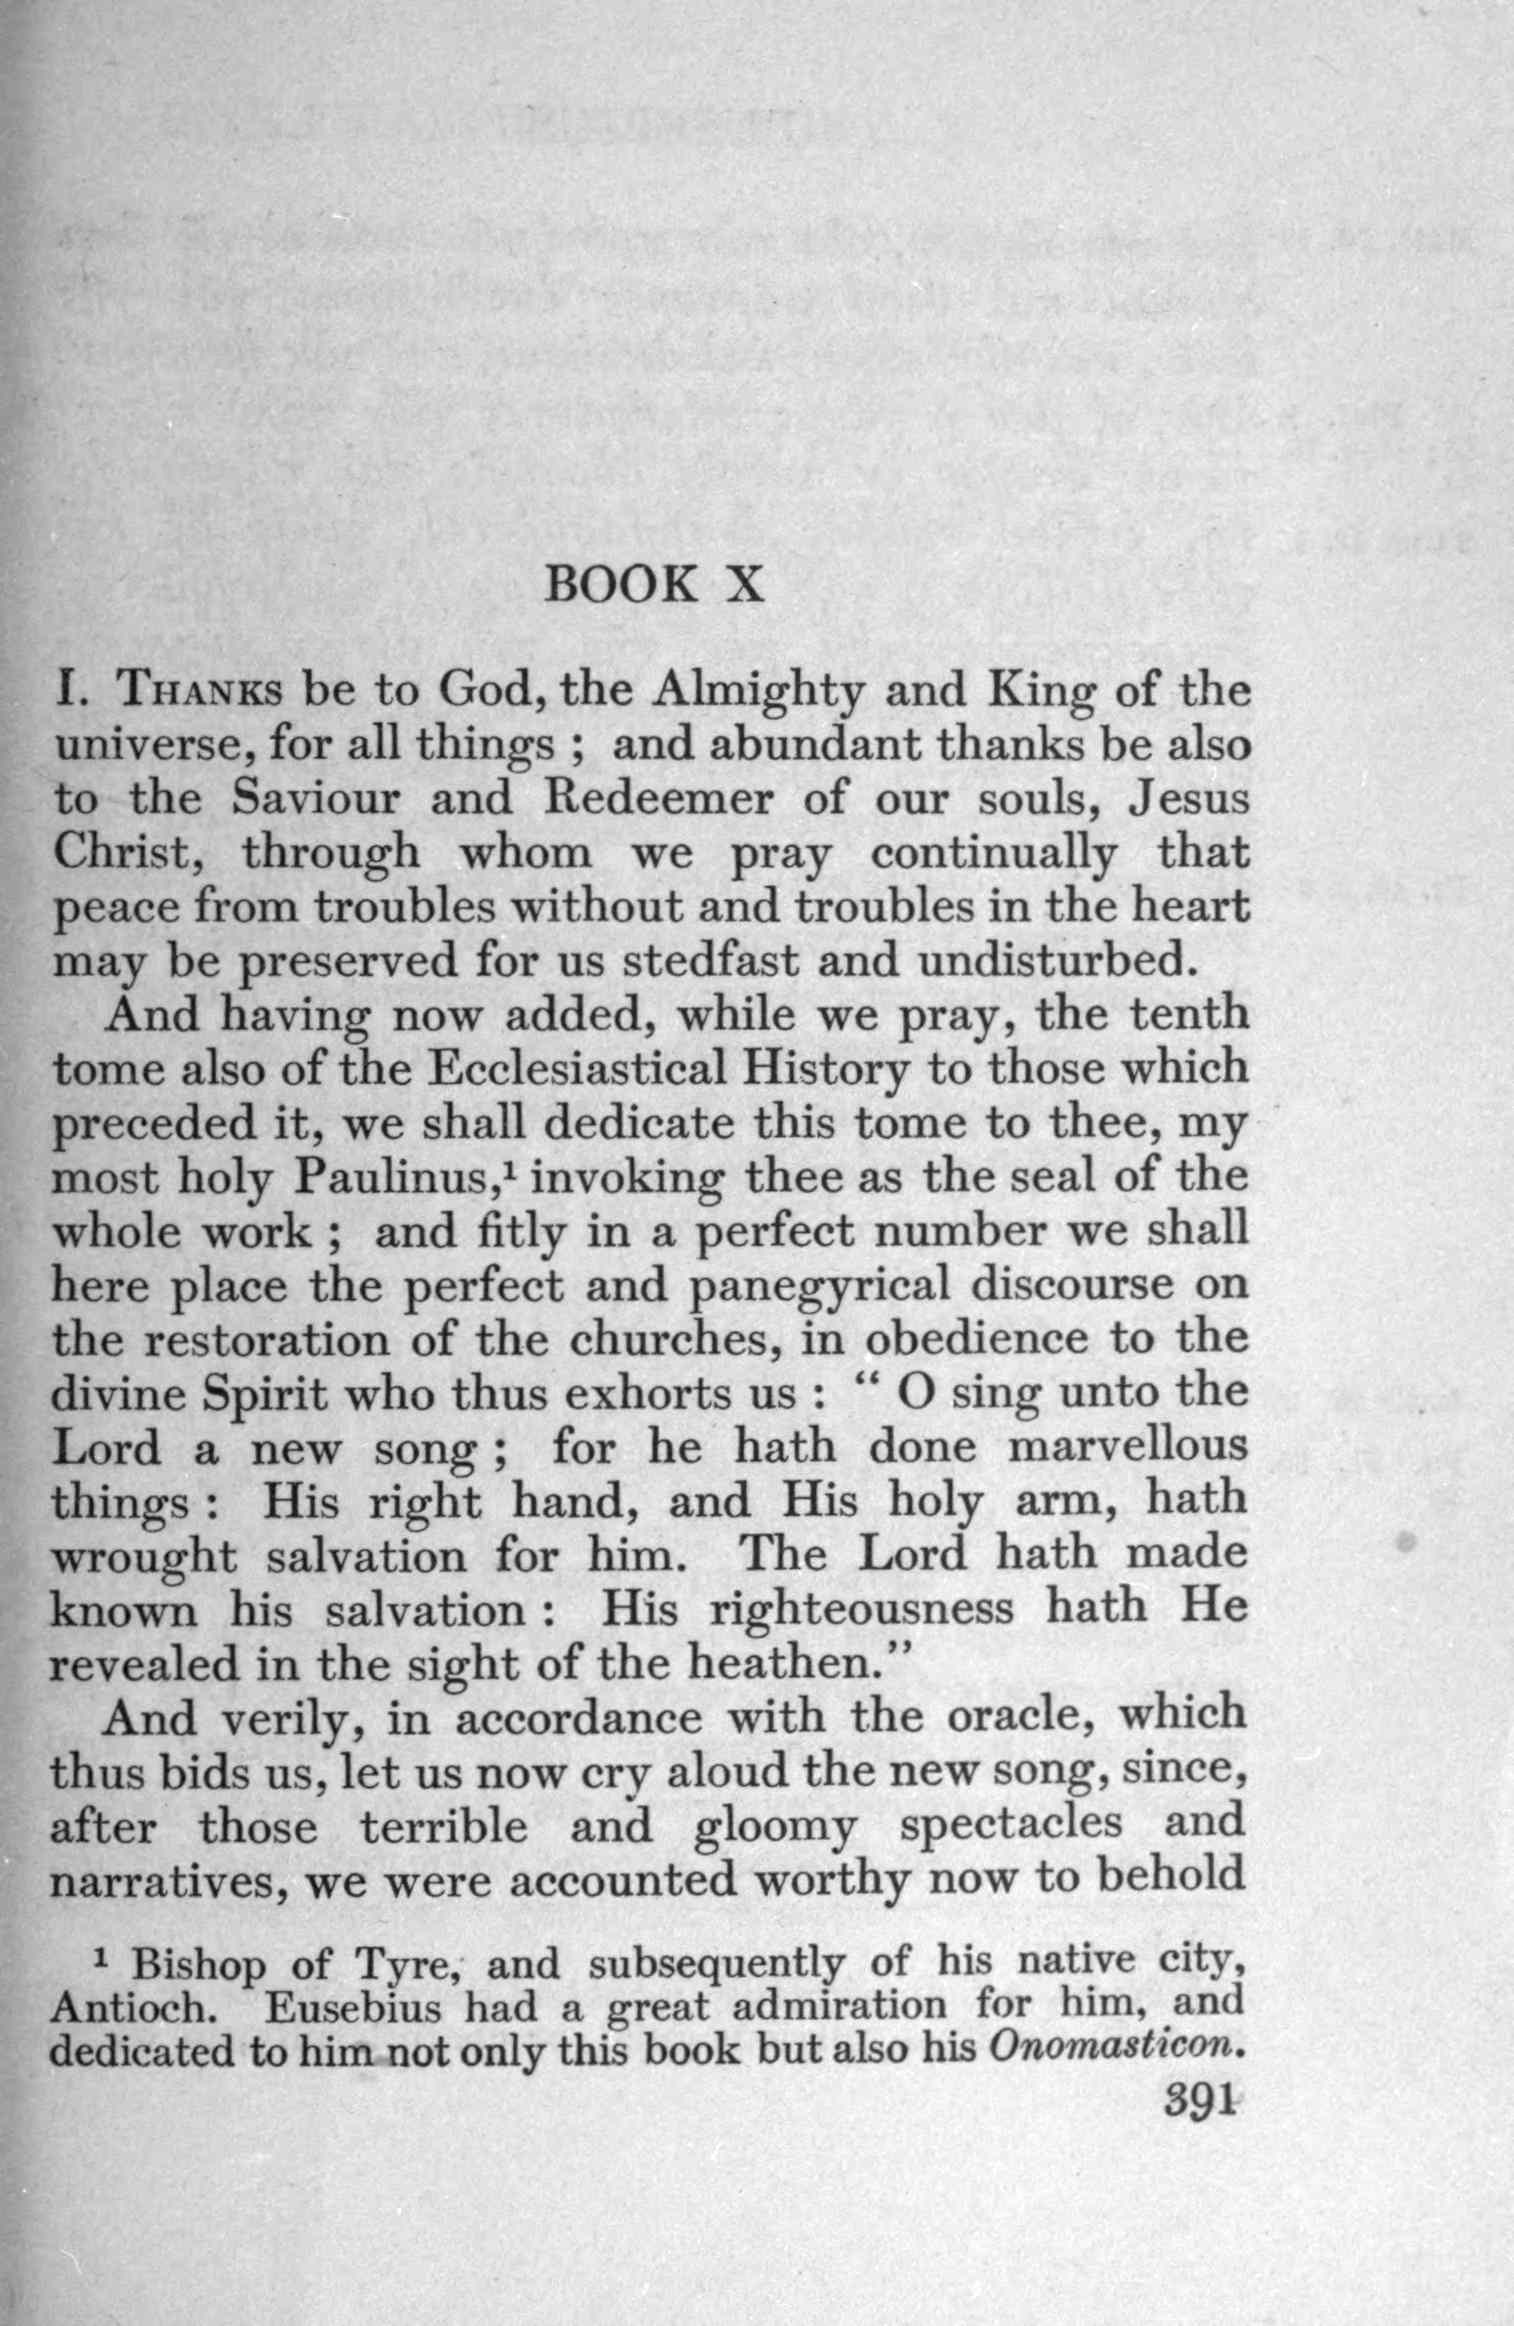 BOOK X
I. THANKS be to God, the Almighty and King of the
universe, for all things ; and abundant thanks be also
to the Saviour and Redeemer of our souls, Jesus
Christ, through whom we pray continually that
peace from troubles without and troubles in the heart
may be preserved for us stedfast and undisturbed.
And having now added, while we pray, the tenth
tome also of the Ecclesiastical History to those which
preceded it, we shall dedicate this tome to thee, my
most holy Paulinus,¹ invoking thee as the seal of the
whole work ; and fitly in a perfect number we shall
here place the perfect and panegyrical discourse on
the restoration of the churches, in obedience to the
divine Spirit who thus exhorts us : “ O sing unto the
Lord a new song ; for he hath done marvellous
things : His right hand, and His holy arm, hath
wrought salvation for him. The Lord hath made
known his salvation : His righteousness hath He
revealed in the sight of the heathen.”
And verily, in accordance with the oracle, which
thus bids us, let us now cry aloud the new song, since,
after those terrible and gloomy spectacles and
narratives, we were accounted worthy now to behold
¹ Bishop of Tyre, and subsequently of his native city,
Antioch. Eusebius had a great admiration for him, and
dedicated to him not only this book but also his Onomasticon.
391